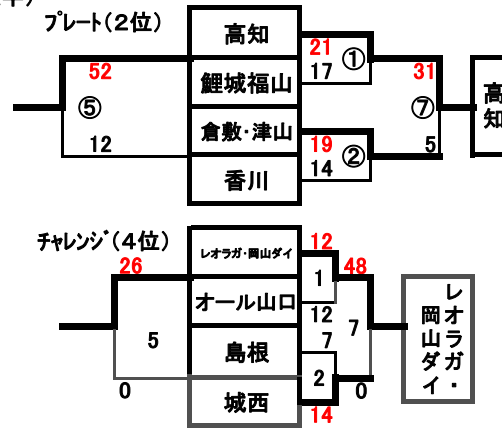 プレート(２位)
高知
鯉城福山
倉敷・津山
香川
52
⑤
12
21
①
17
19
②
14
31
⑦
5
高知
チャレンジ(４位)
レオラガ・岡山ダイ
オール山口
島根
城西
26
5
0
12
1
12
7
2
14
48
7
0
レオラガ・
岡山ダイ